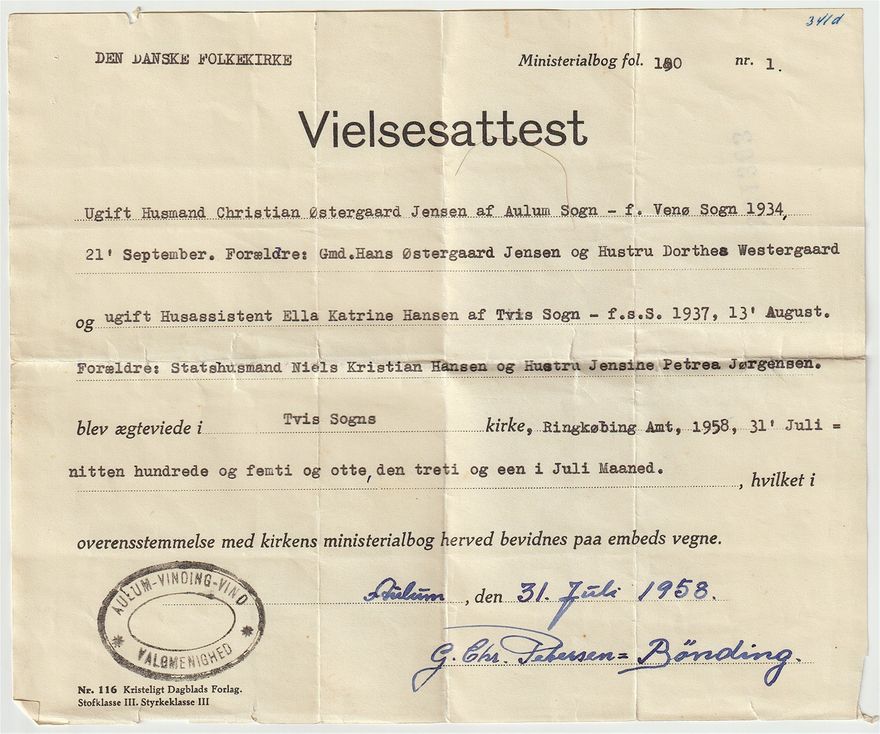 341d
DEN DANSKE FOLKEKIRKE
Ministerialbog fol. 180 nr. 1.
Vielsesattest
Ugift Husmand Christian Østergaard Jensen af Aulum Sogn - f. Venø Sogn 1934,
21' September. Forældre: Gmd.Hans Østergaard Jensen og Hustru Dorthea Westergaard
og ugift Husassistent Ella Katrine Hansen af Tvis Sogn - f.s.S. 1937, 13' August.
Forældre: Statshusmand Niels Kristian Hansen og Hustru Jensine Petrea Jørgensen.
blev ægteviede i Tvis Sogns kirke, Ringkøbing Amt, 1958, 31' Juli =
nitten hundrede og femti og otte, den treti og een i Juli Maaned. , hvilket i
overensstemmelse med kirkens ministerialbog herved bevidnes paa embeds vegne.
Aulum , den 31. Juli 1958.
G. Chr. Petersen = Bönding.
AULUM-VINDING-VIND
* VALGMENIGHED *
Nr. 116 Kristeligt Dagblads Forlag.
Stofklasse III. Styrkeklasse III